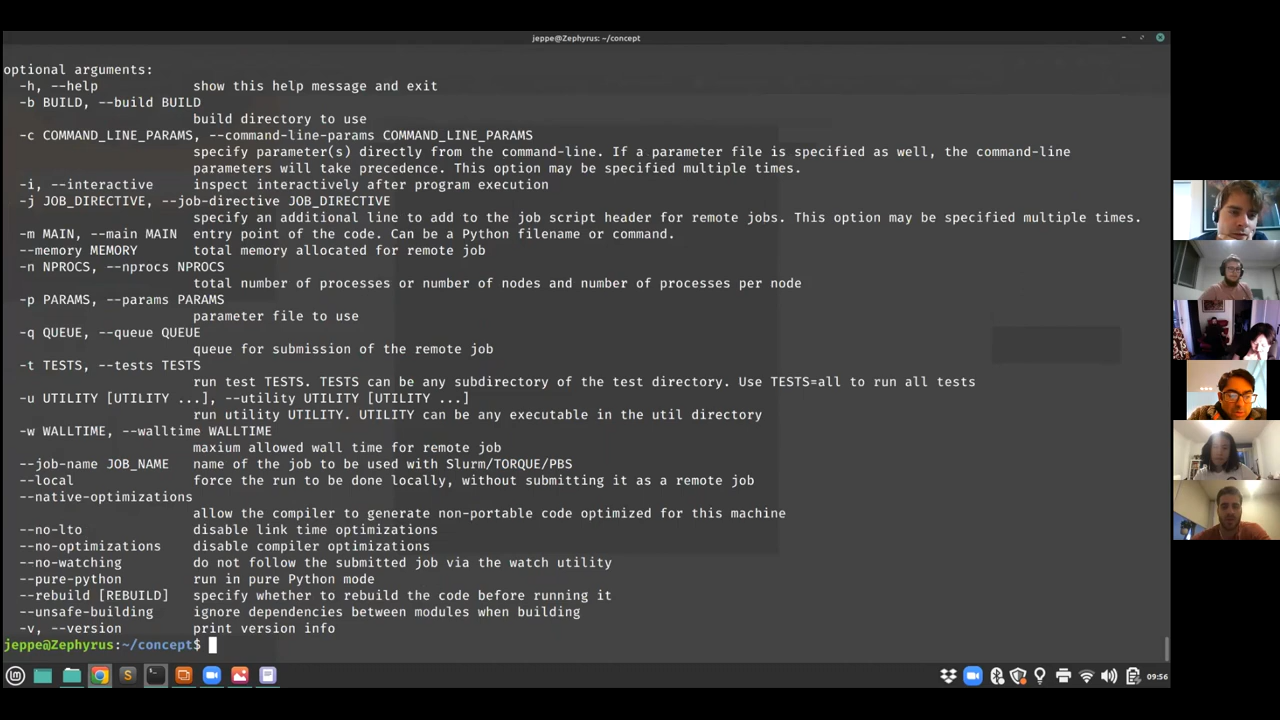 jeppe@Zephyrus: ~/concept
optional arguments:
-h, --help show this help message and exit
-b BUILD, --build BUILD
build directory to use
-c COMMAND_LINE_PARAMS, --command-line-params COMMAND_LINE_PARAMS
specify parameter(s) directly from the command-line. If a parameter file is specified as well, the command-line
parameters will take precedence. This option may be specified multiple times.
-i, --interactive inspect interactively after program execution
-j JOB_DIRECTIVE, --job-directive JOB_DIRECTIVE
specify an additional line to add to the job script header for remote jobs. This option may be specified multiple times.
-m MAIN, --main MAIN entry point of the code. Can be a Python filename or command.
--memory MEMORY total memory allocated for remote job
-n NPROCS, --nprocs NPROCS
total number of processes or number of nodes and number of processes per node
-p PARAMS, --params PARAMS
parameter file to use
-q QUEUE, --queue QUEUE
queue for submission of the remote job
-t TESTS, --tests TESTS
run test TESTS. TESTS can be any subdirectory of the test directory. Use TESTS=all to run all tests
-u UTILITY [UTILITY ...], --utility UTILITY [UTILITY ...]
run utility UTILITY. UTILITY can be any executable in the util directory
-w WALLTIME, --walltime WALLTIME
maxium allowed wall time for remote job
--job-name JOB_NAME name of the job to be used with Slurm/TORQUE/PBS
--local force the run to be done locally, without submitting it as a remote job
--native-optimizations
allow the compiler to generate non-portable code optimized for this machine
--no-lto disable link time optimizations
--no-optimizations disable compiler optimizations
--no-watching do not follow the submitted job via the watch utility
--pure-python run in pure Python mode
--rebuild [REBUILD] specify whether to rebuild the code before running it
--unsafe-building ignore dependencies between modules when building
-v, --version print version info
jeppe@Zephyrus:~/concept$
09:56